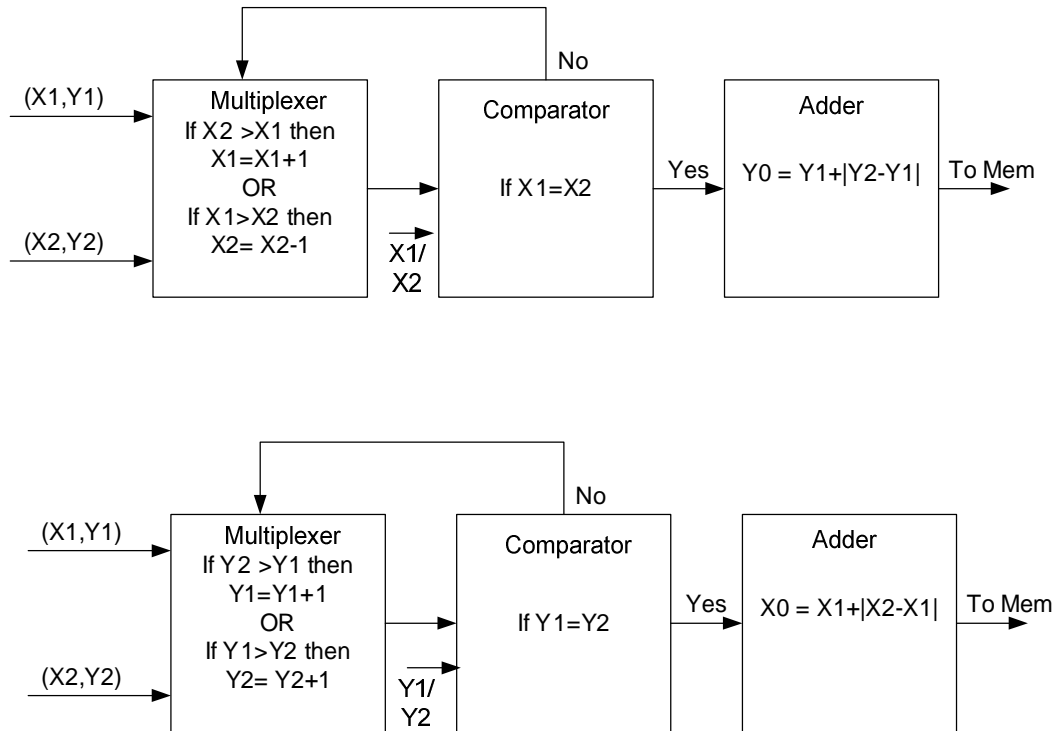 No
(X1,Y1)
(X2,Y2)
Multiplexer
If X2 >X1 then
X1=X1+1
OR
If X1>X2 then
X2= X2-1
X1/
X2
Comparator
If X1=X2
Yes
Adder
Y0 = Y1+|Y2-Y1|
To Mem
No
(X1,Y1)
(X2,Y2)
Multiplexer
If Y2 >Y1 then
Y1=Y1+1
OR
If Y1>Y2 then
Y2= Y2+1
Y1/
Y2
Comparator
If Y1=Y2
Yes
Adder
X0 = X1+|X2-X1|
To Mem